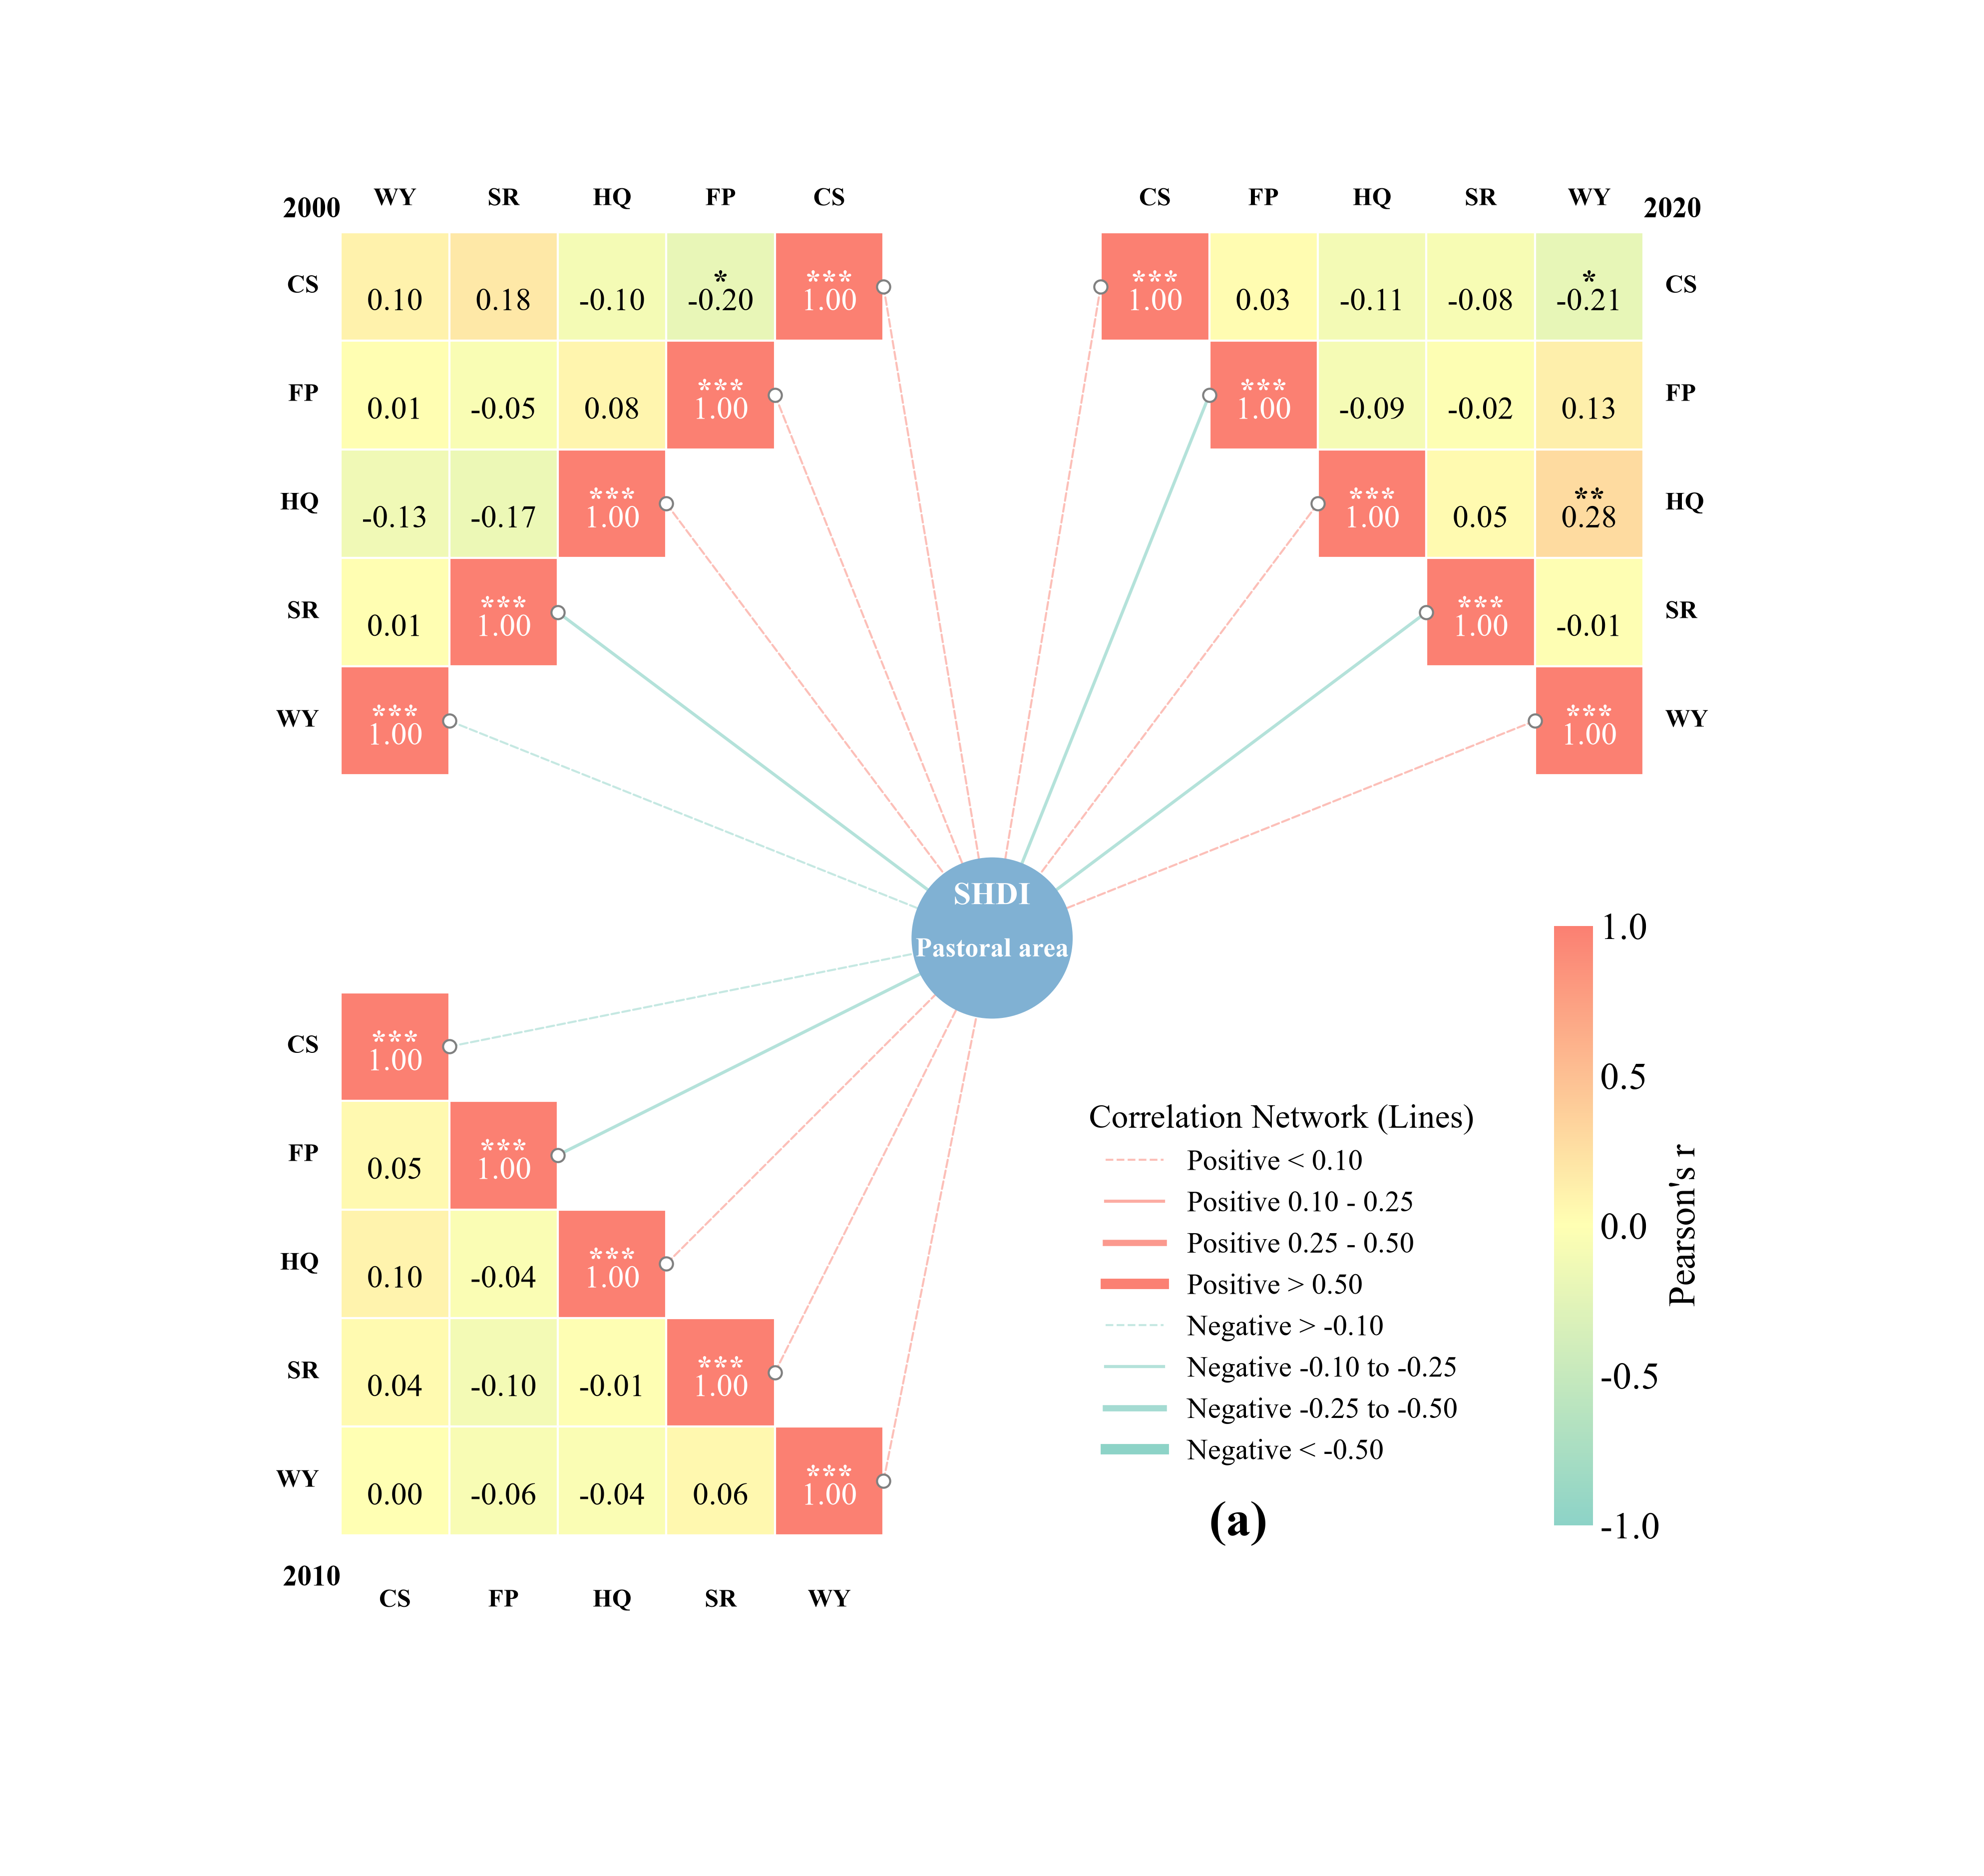 WY SR HQ FP CS
2000
CS 0.10 0.18 -0.10 * -0.20 *** 1.00
FP 0.01 -0.05 0.08 *** 1.00
HQ -0.13 -0.17 *** 1.00
SR 0.01 *** 1.00
WY *** 1.00
CS FP HQ SR WY
2020
*** 1.00 0.03 -0.11 -0.08 * -0.21 CS
*** 1.00 -0.09 -0.02 0.13 FP
*** 1.00 0.05 ** 0.28 HQ
*** 1.00 -0.01 SR
*** 1.00 WY
SHDI
Pastoral area
CS *** 1.00
FP 0.05 *** 1.00
HQ 0.10 -0.04 *** 1.00
SR 0.04 -0.10 -0.01 *** 1.00
WY 0.00 -0.06 -0.04 0.06 *** 1.00
2010
CS FP HQ SR WY
Correlation Network (Lines)
Positive < 0.10
Positive 0.10 - 0.25
Positive 0.25 - 0.50
Positive > 0.50
Negative > -0.10
Negative -0.10 to -0.25
Negative -0.25 to -0.50
Negative < -0.50
(a)
1.0
0.5
0.0
-0.5
-1.0
Pearson's r